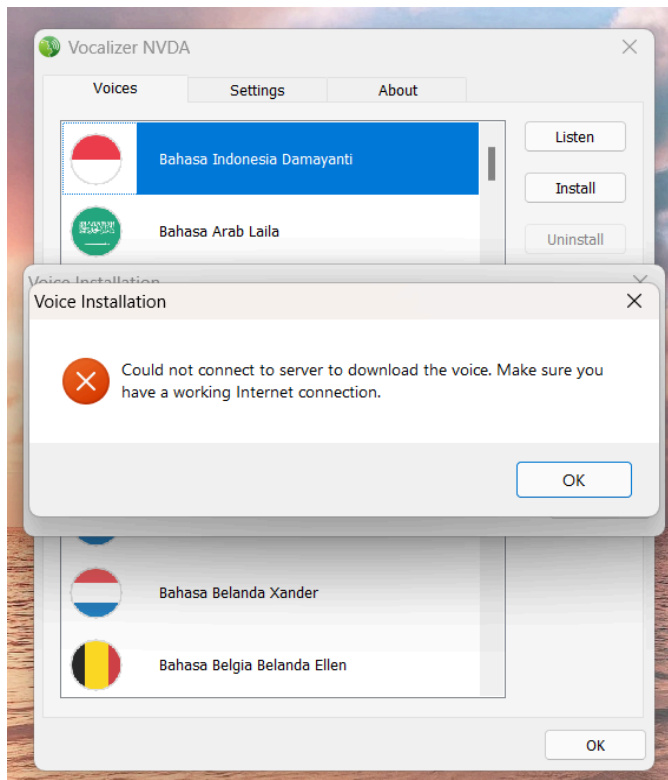 Vocalizer NVDA
Voices
Settings
About
Bahasa Indonesia Damayanti
Listen
Install
Bahasa Arab Laila
Uninstall
Voice Installation
Voice Installation
Could not connect to server to download the voice. Make sure you
have a working Internet connection.
OK
Bahasa Belanda Xander
Bahasa Belgia Belanda Ellen
OK